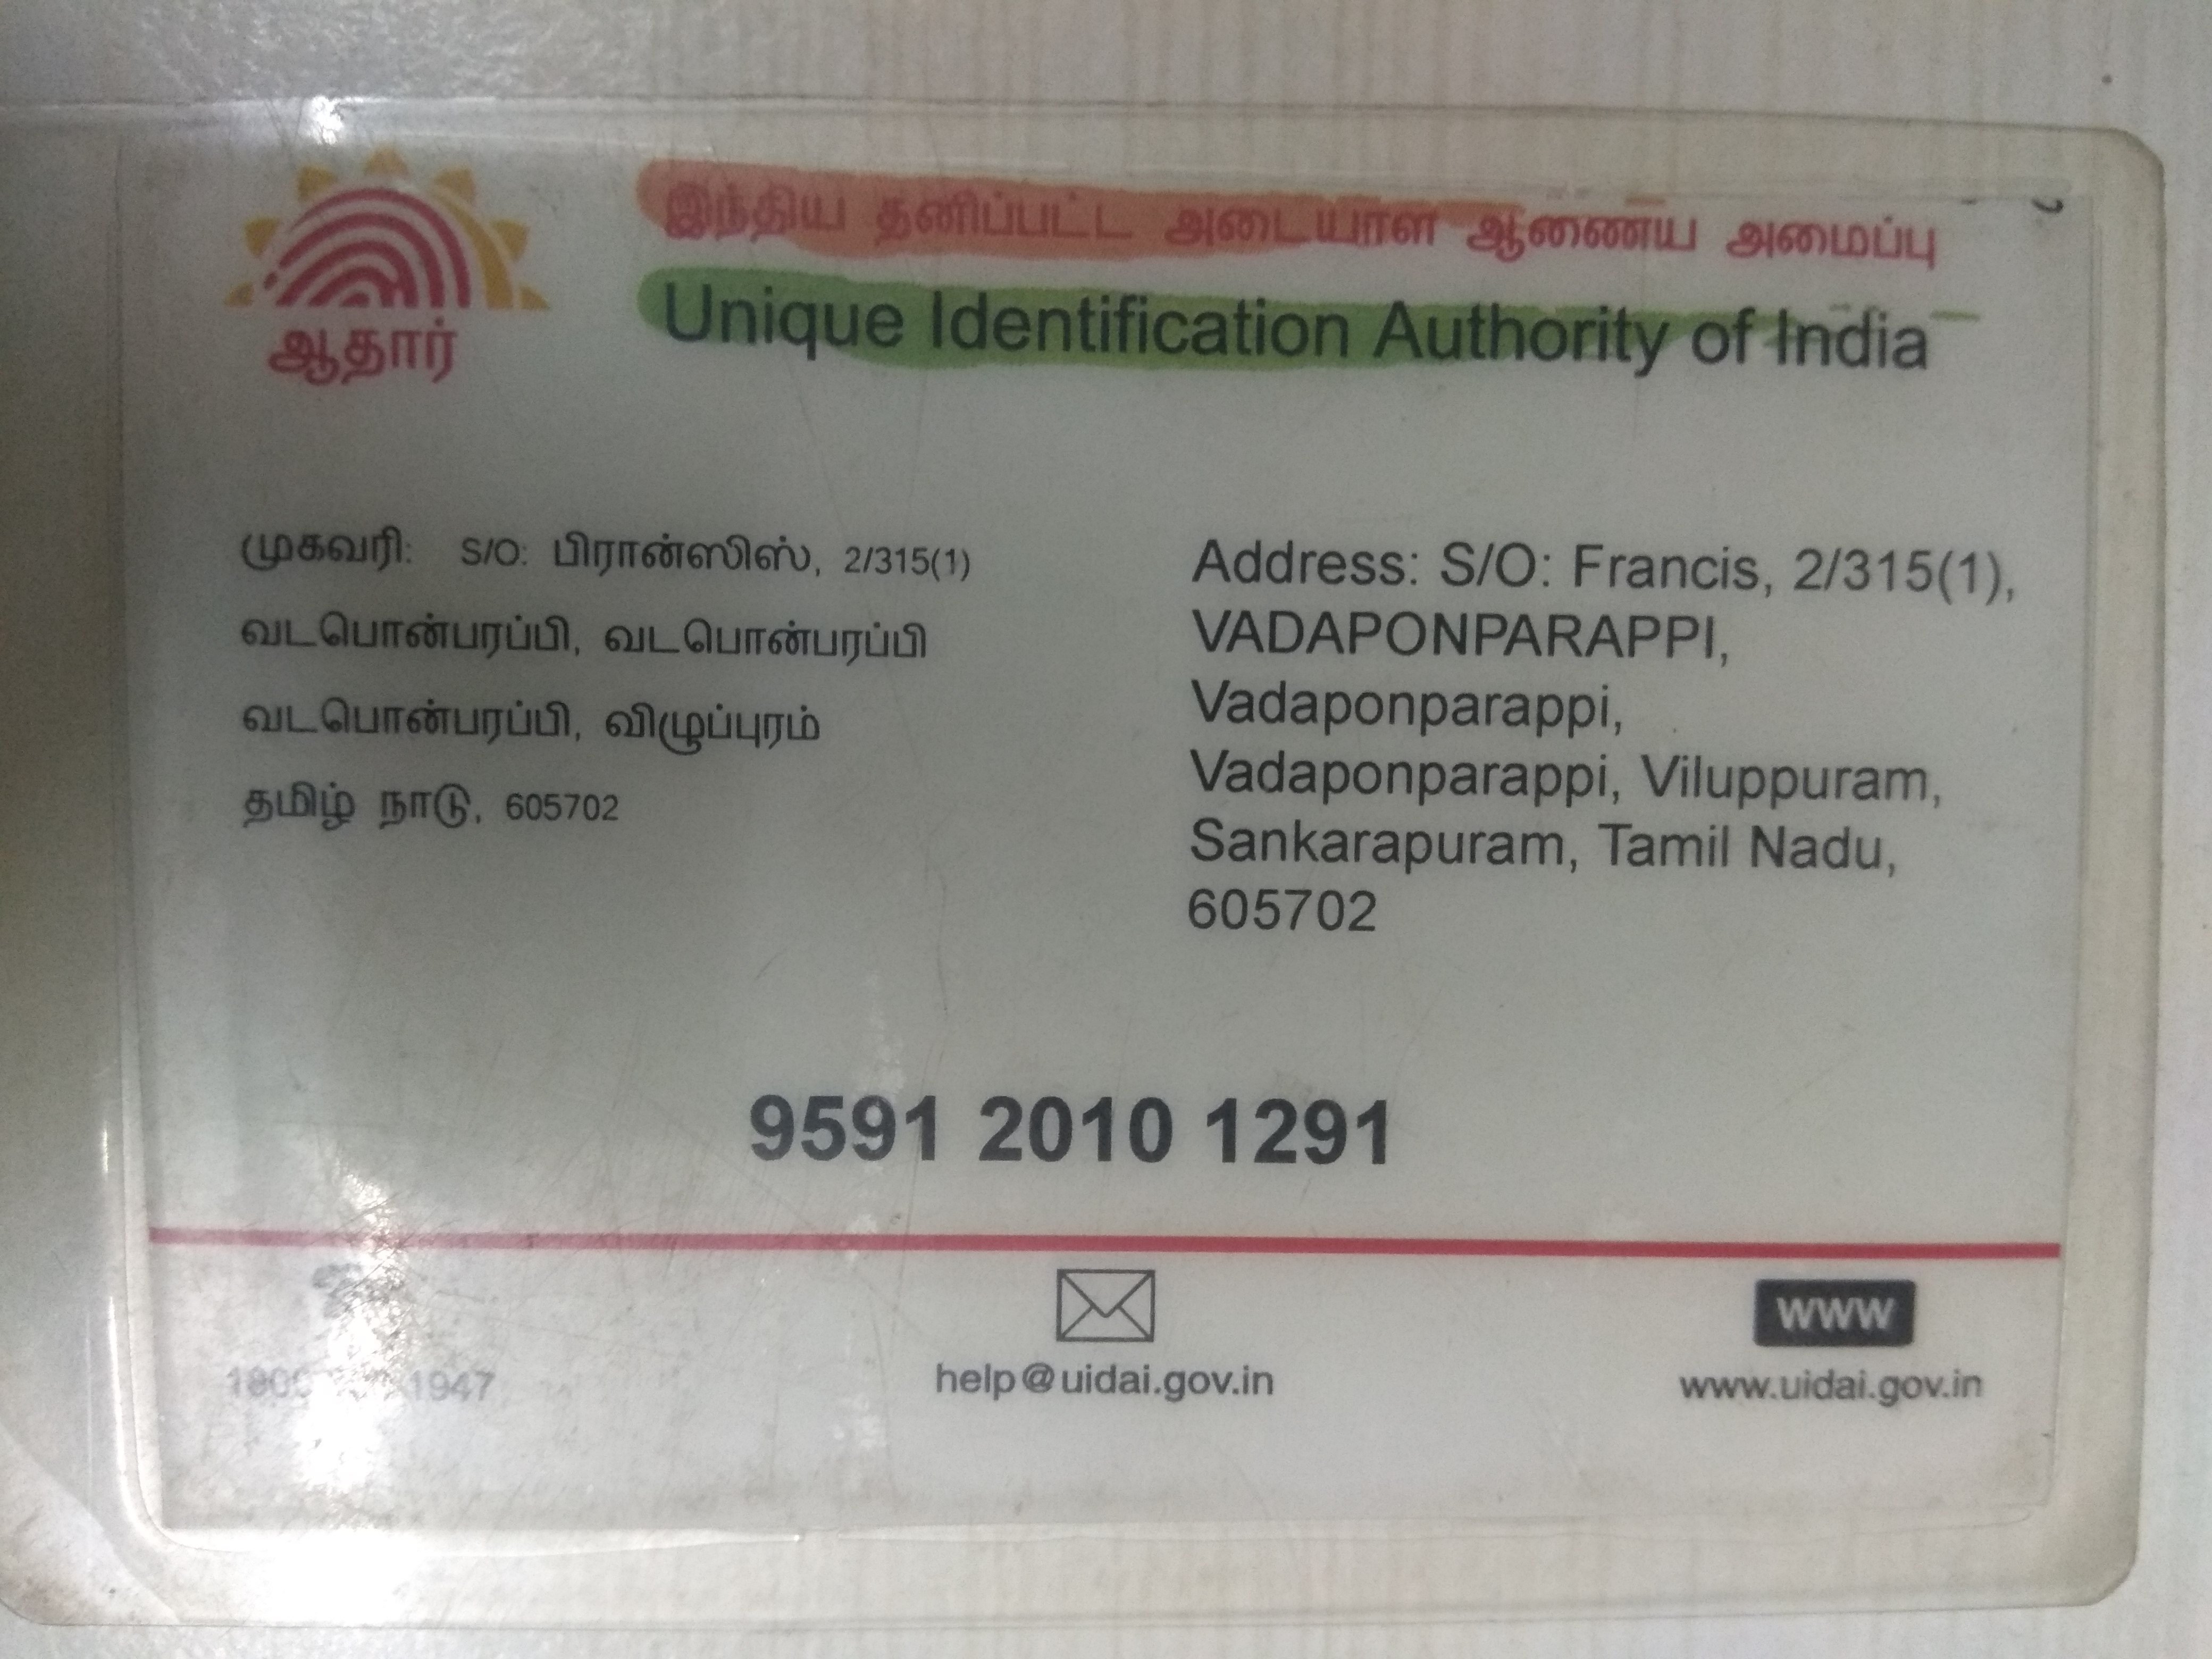 ஆதார்
இந்திய தனிப்பட்ட அடையாள ஆணைய அமைப்பு
Unique Identification Authority of India
முகவரி: S/O: பிரான்ஸிஸ், 2/315(1)
வடபொன்பரப்பி, வடபொன்பரப்பி
வடபொன்பரப்பி, விழுப்புரம்
தமிழ் நாடு, 605702
Address: S/O: Francis, 2/315(1),
VADAPONPARAPPI,
Vadaponparappi,
Vadaponparappi, Viluppuram,
Sankarapuram, Tamil Nadu,
605702
9591 2010 1291
1947
help@uidai.gov.in
www
www.uidai.gov.in